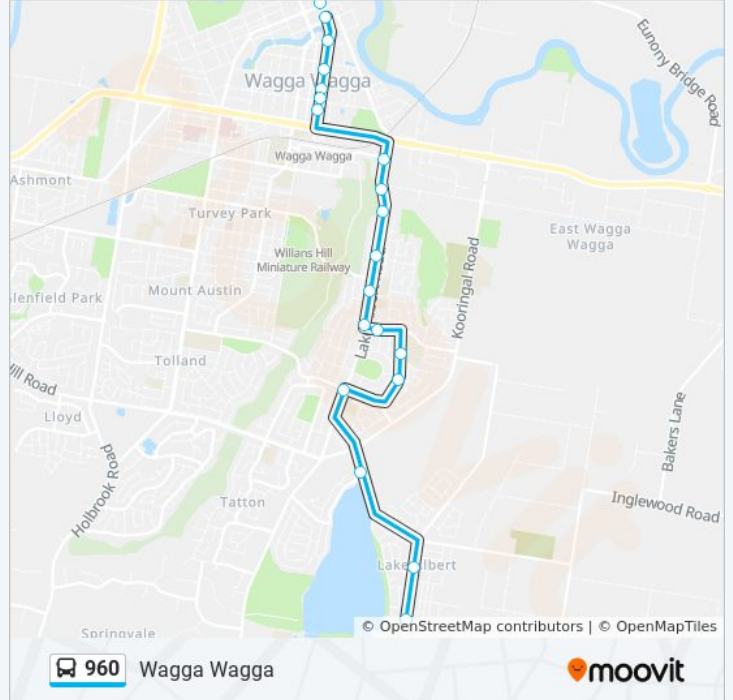 Eunony Bridge Road
Wagga Wagga
Wagga Wagga
Ashmont
Turvey Park
East Wagga
Wagga
Willans Hill
Miniature Railway
Kooringal Road
Glenfield Park
Mount Austin
Lak
Tolland
ill Road
Lloyd
Bakers Lane
Holbrook Road
Inglewood Road
Tatton
Lake Albert
Springvale
© OpenStreetMap contributors | © OpenMapTiles
960 Wagga Wagga
moovit